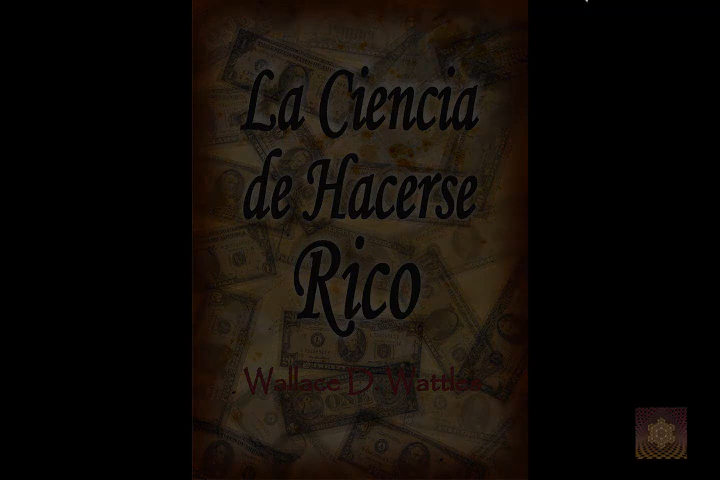 La Ciencia
de Hacerse
Rico
Wallace D. Wattles